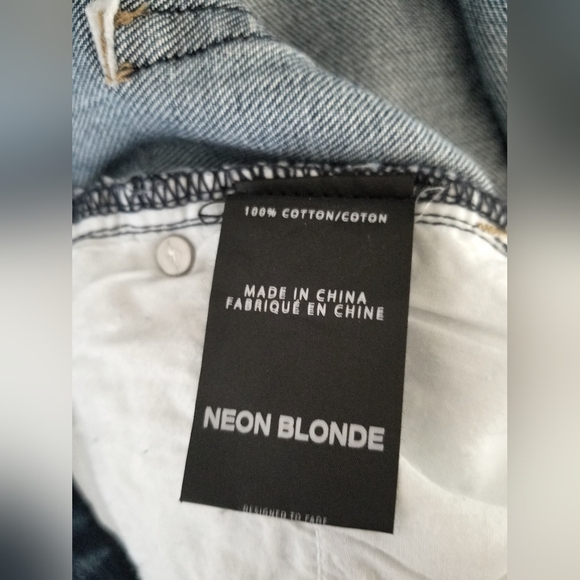 100% COTTON/COTON
MADE IN CHINA
FABRIQUÉ EN CHINE
NEON BLONDE
DESIGNED TO FADE